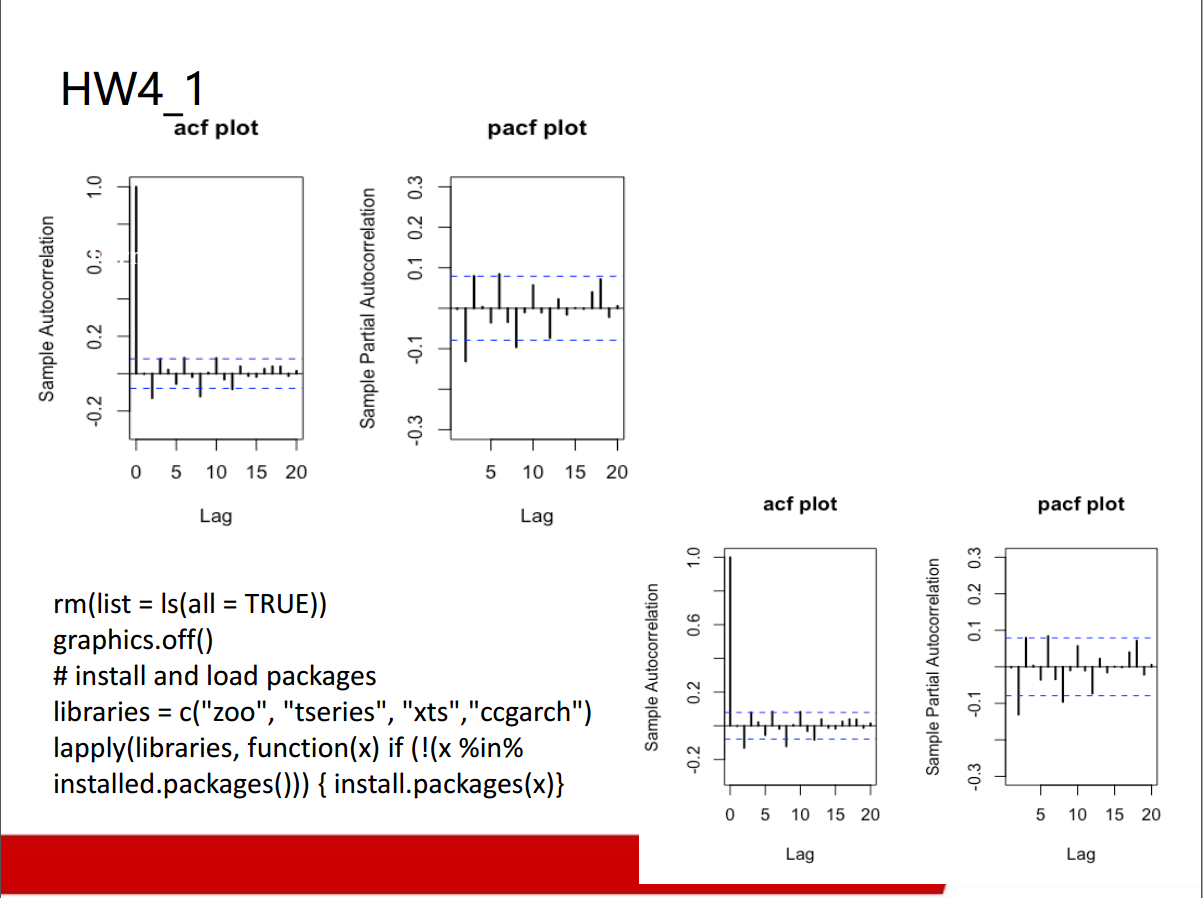 HW4_1
acf plot
pacf plot
Sample Autocorrelation
1.0
0.2
-0.2
0 5 10 15 20
Lag
Sample Partial Autocorrelation
0.3
0.2
0.1
-0.1
-0.3
5 10 15 20
Lag
rm(list = ls(all = TRUE))
graphics.off()
# install and load packages
libraries = c("zoo", "tseries", "xts","ccgarch")
lapply(libraries, function(x) if (!(x %in%
installed.packages())) { install.packages(x)}
acf plot
pacf plot
Sample Autocorrelation
1.0
0.6
0.2
-0.2
0 5 10 15 20
Lag
Sample Partial Autocorrelation
0.3
0.2
0.1
-0.1
-0.3
5 10 15 20
Lag